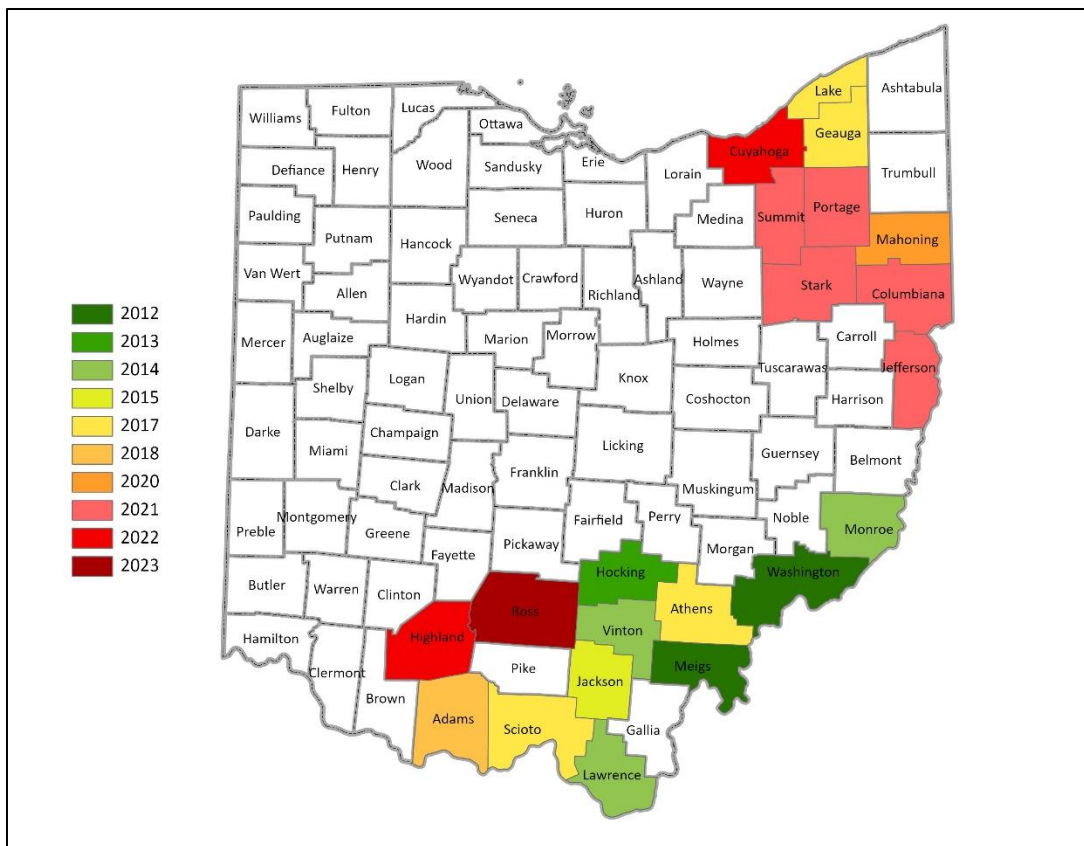 Ashtabula
Lake
Lucas
Fulton
Williams
Geauga
Ottawa
Cuyahoga
Erie
Wood
Sandusky
Henry
Defiance
Lorain
Trumbull
Portage
Paulding
Seneca
Huron
Medina
Summit
Putnam
Mahoning
Hancock
Van Wert
Wyandot
Crawford
Ashland
Wayne
Stark
Columbiana
Allen
Richland
Hardin
Mercer
Auglaize
Marion
Morrow
Holmes
Carroll
Tuscarawas
Jefferson
Logan
Knox
Shelby
Union
Delaware
Coshocton
Harrison
Darke
Champaign
Miami
Licking
Guernsey
Belmont
Franklin
Clark
Madison
Muskingum
Montgomery
Preble
Greene
Fairfield
Perry
Noble
Monroe
Pickaway
Morgan
Fayette
Hocking
Washington
Butler
Warren
Clinton
Ross
Athens
Vinton
Hamilton
Highland
Pike
Meigs
Clermont
Jackson
Brown
Adams
Scioto
Gallia
Lawrence
2012
2013
2014
2015
2017
2018
2020
2021
2022
2023